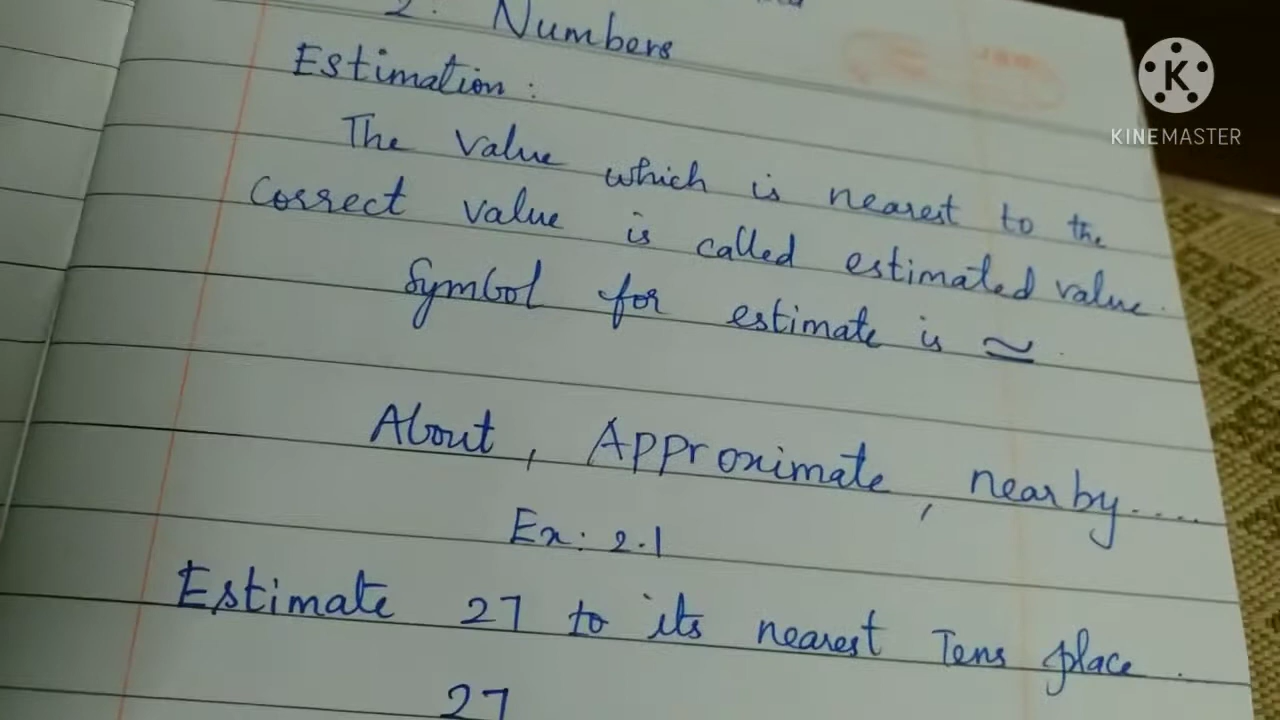 2. Numbers
Estimation :
The value which is nearest to the
correct value is called estimated value.
Symbol for estimate is ≃.
About, Approximate, nearby....
Ex: 2.1
Estimate 27 to its nearest Tens place.
27
K
KINEMASTER